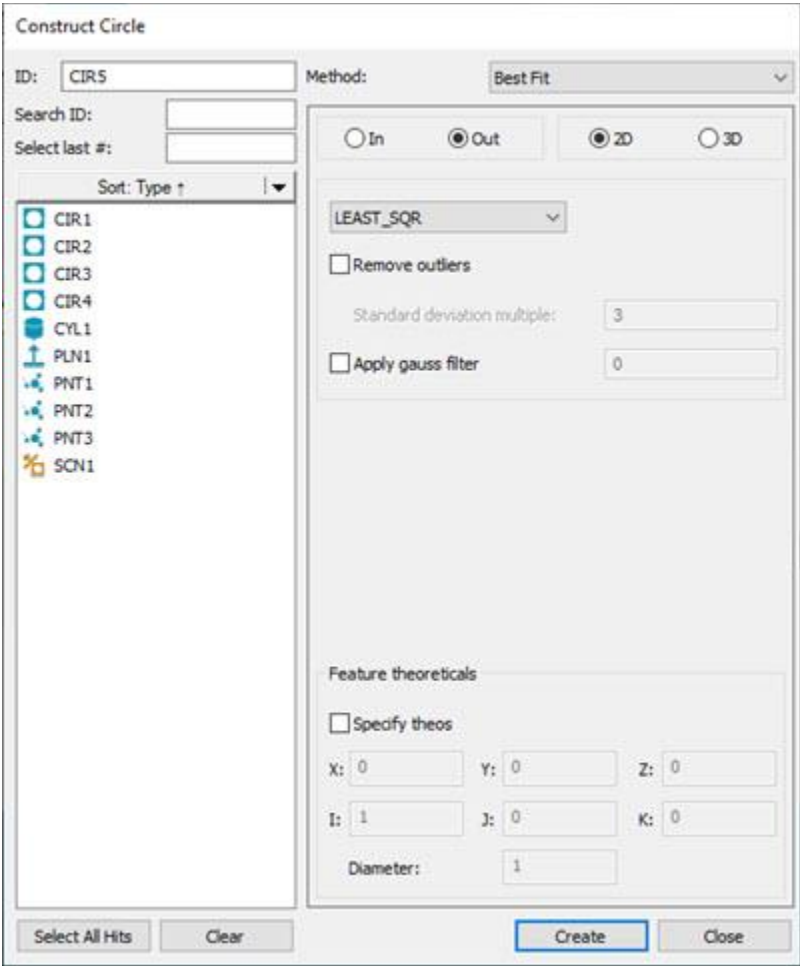 Construct Circle
ID: CIR5 Method: Best Fit
Search ID:
Select last #:
In Out 2D 3D
Sort: Type ↑
LEAST_SQR
CIR1
CIR2
CIR3
CIR4
CYL1
PLN1
PNT1
PNT2
PNT3
SCN1
Remove outliers
Standard deviation multiple: 3
Apply gauss filter 0
Feature theoreticals
Specify theos
X: 0 Y: 0 Z: 0
I: 1 J: 0 K: 0
Diameter: 1
Select All Hits Clear Create Close